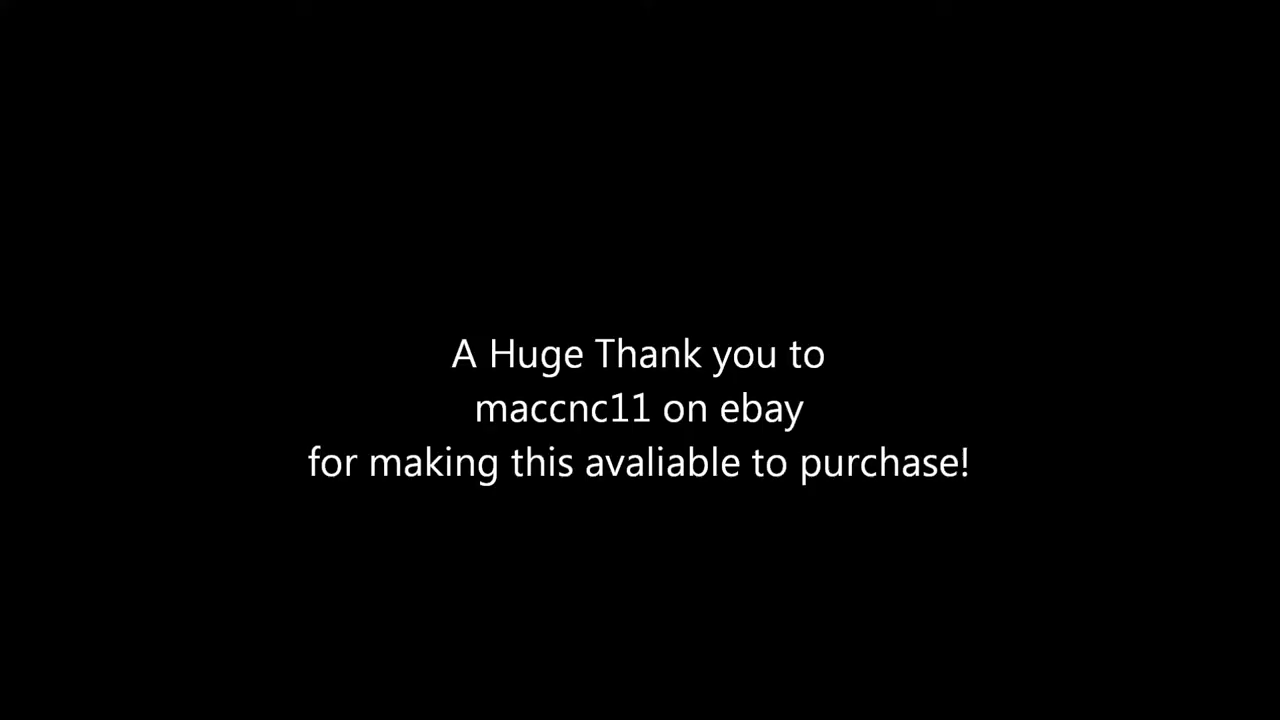 A Huge Thank you to
maccnc11 on ebay
for making this avaliable to purchase!